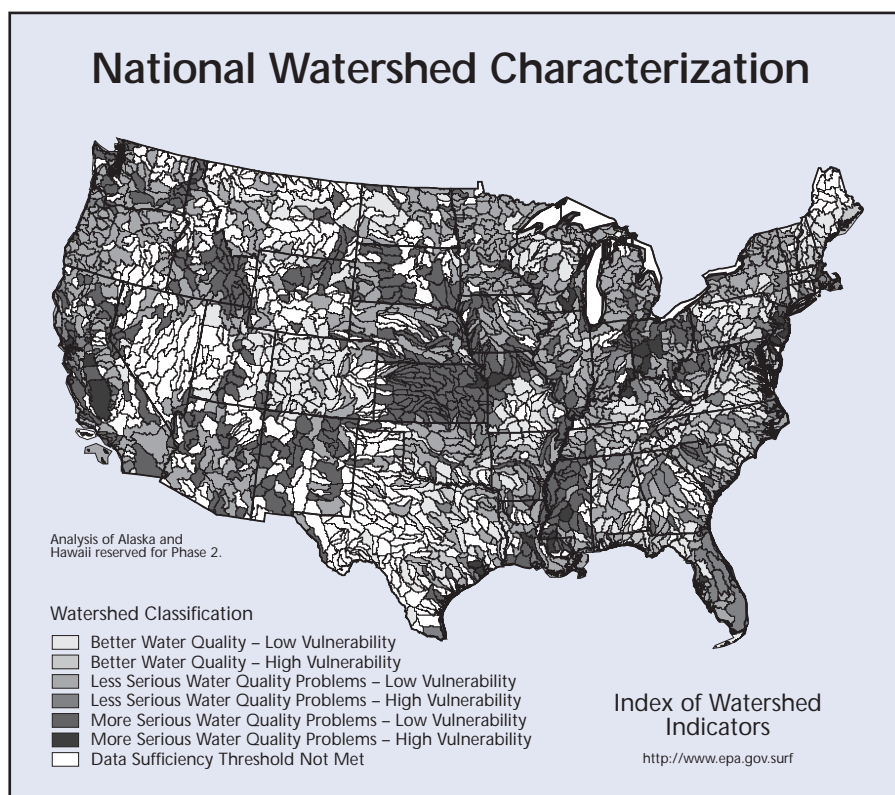 National Watershed Characterization
Analysis of Alaska and
Hawaii reserved for Phase 2.
Watershed Classification
Better Water Quality – Low Vulnerability
Better Water Quality – High Vulnerability
Less Serious Water Quality Problems – Low Vulnerability
Less Serious Water Quality Problems – High Vulnerability
More Serious Water Quality Problems – Low Vulnerability
More Serious Water Quality Problems – High Vulnerability
Data Sufficiency Threshold Not Met
Index of Watershed
Indicators
http://www.epa.gov.surf